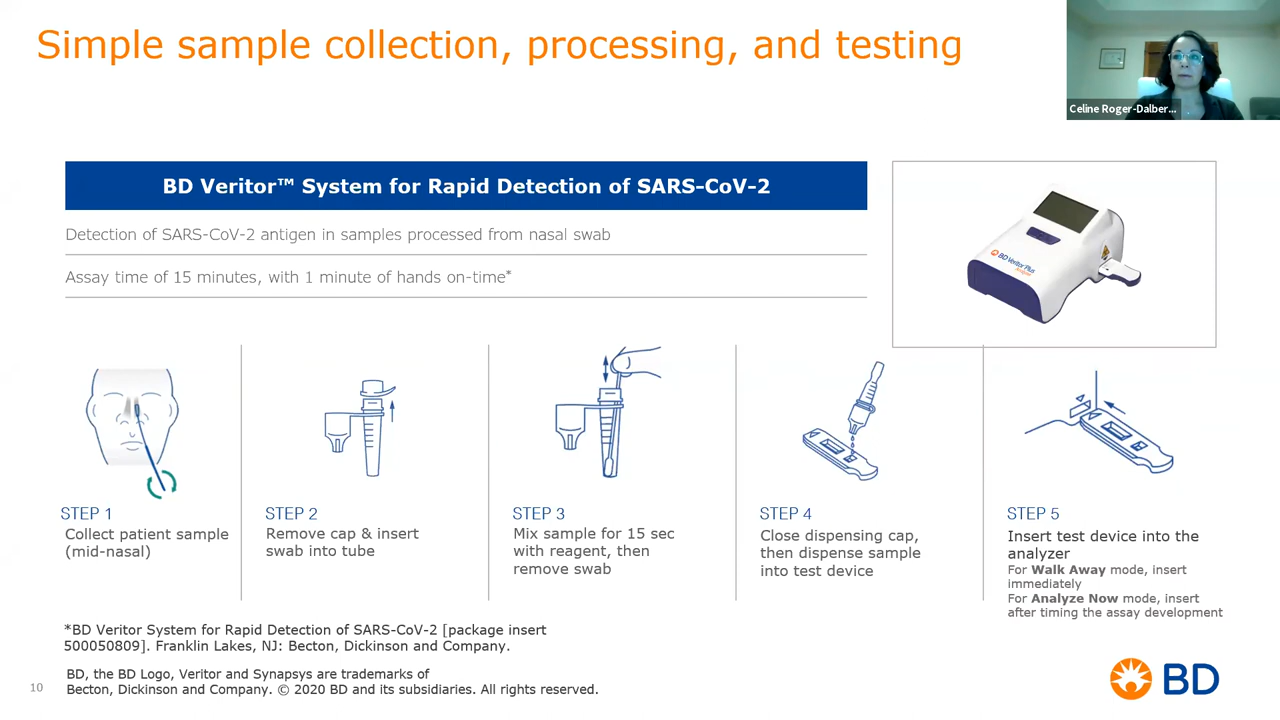 Simple sample collection, processing, and testing
Celine Roger-Dalber...
BD Veritor™ System for Rapid Detection of SARS-CoV-2
Detection of SARS-CoV-2 antigen in samples processed from nasal swab
Assay time of 15 minutes, with 1 minute of hands on-time*
BD Veritor Plus
STEP 1
Collect patient sample
(mid-nasal)
STEP 2
Remove cap & insert
swab into tube
STEP 3
Mix sample for 15 sec
with reagent, then
remove swab
STEP 4
Close dispensing cap,
then dispense sample
into test device
STEP 5
Insert test device into the
analyzer
For Walk Away mode, insert
immediately
For Analyze Now mode, insert
after timing the assay development
*BD Veritor System for Rapid Detection of SARS-CoV-2 [package insert
500050809]. Franklin Lakes, NJ: Becton, Dickinson and Company.
BD, the BD Logo, Veritor and Synapsys are trademarks of
Becton, Dickinson and Company. © 2020 BD and its subsidiaries. All rights reserved.
10
BD